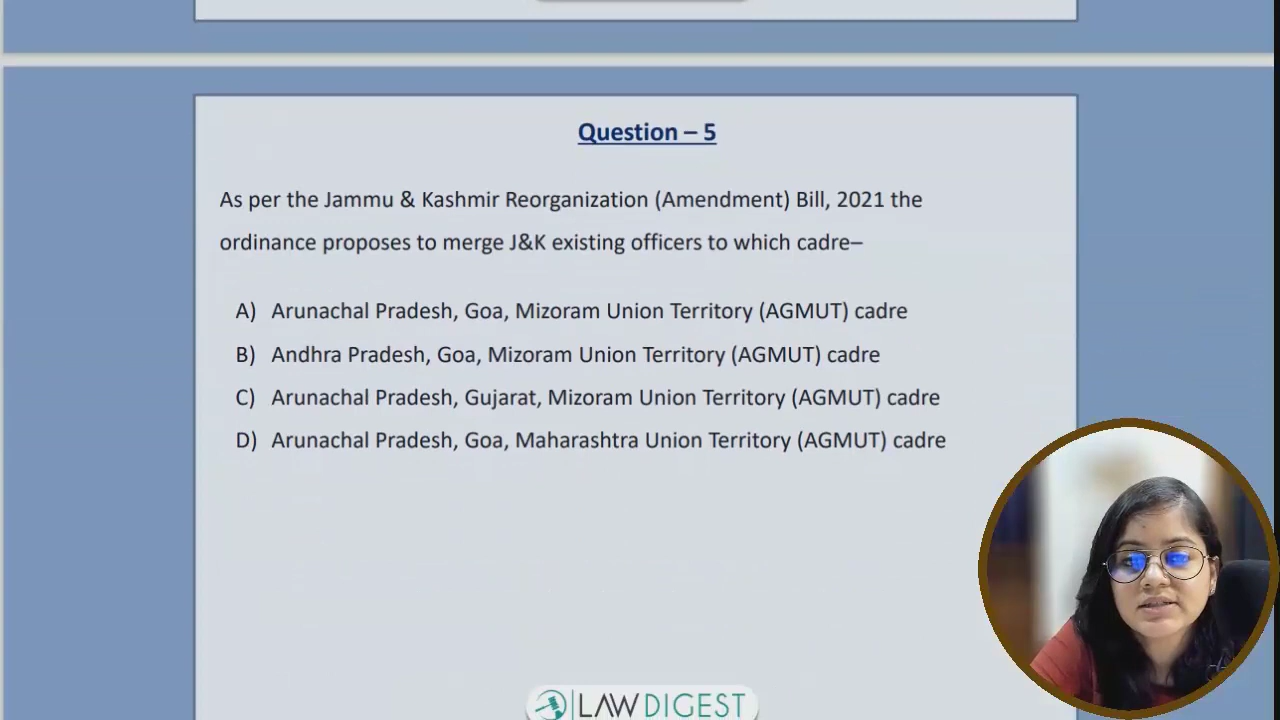 Question – 5
As per the Jammu & Kashmir Reorganization (Amendment) Bill, 2021 the
ordinance proposes to merge J&K existing officers to which cadre–
A) Arunachal Pradesh, Goa, Mizoram Union Territory (AGMUT) cadre
B) Andhra Pradesh, Goa, Mizoram Union Territory (AGMUT) cadre
C) Arunachal Pradesh, Gujarat, Mizoram Union Territory (AGMUT) cadre
D) Arunachal Pradesh, Goa, Maharashtra Union Territory (AGMUT) cadre
LAW DIGEST